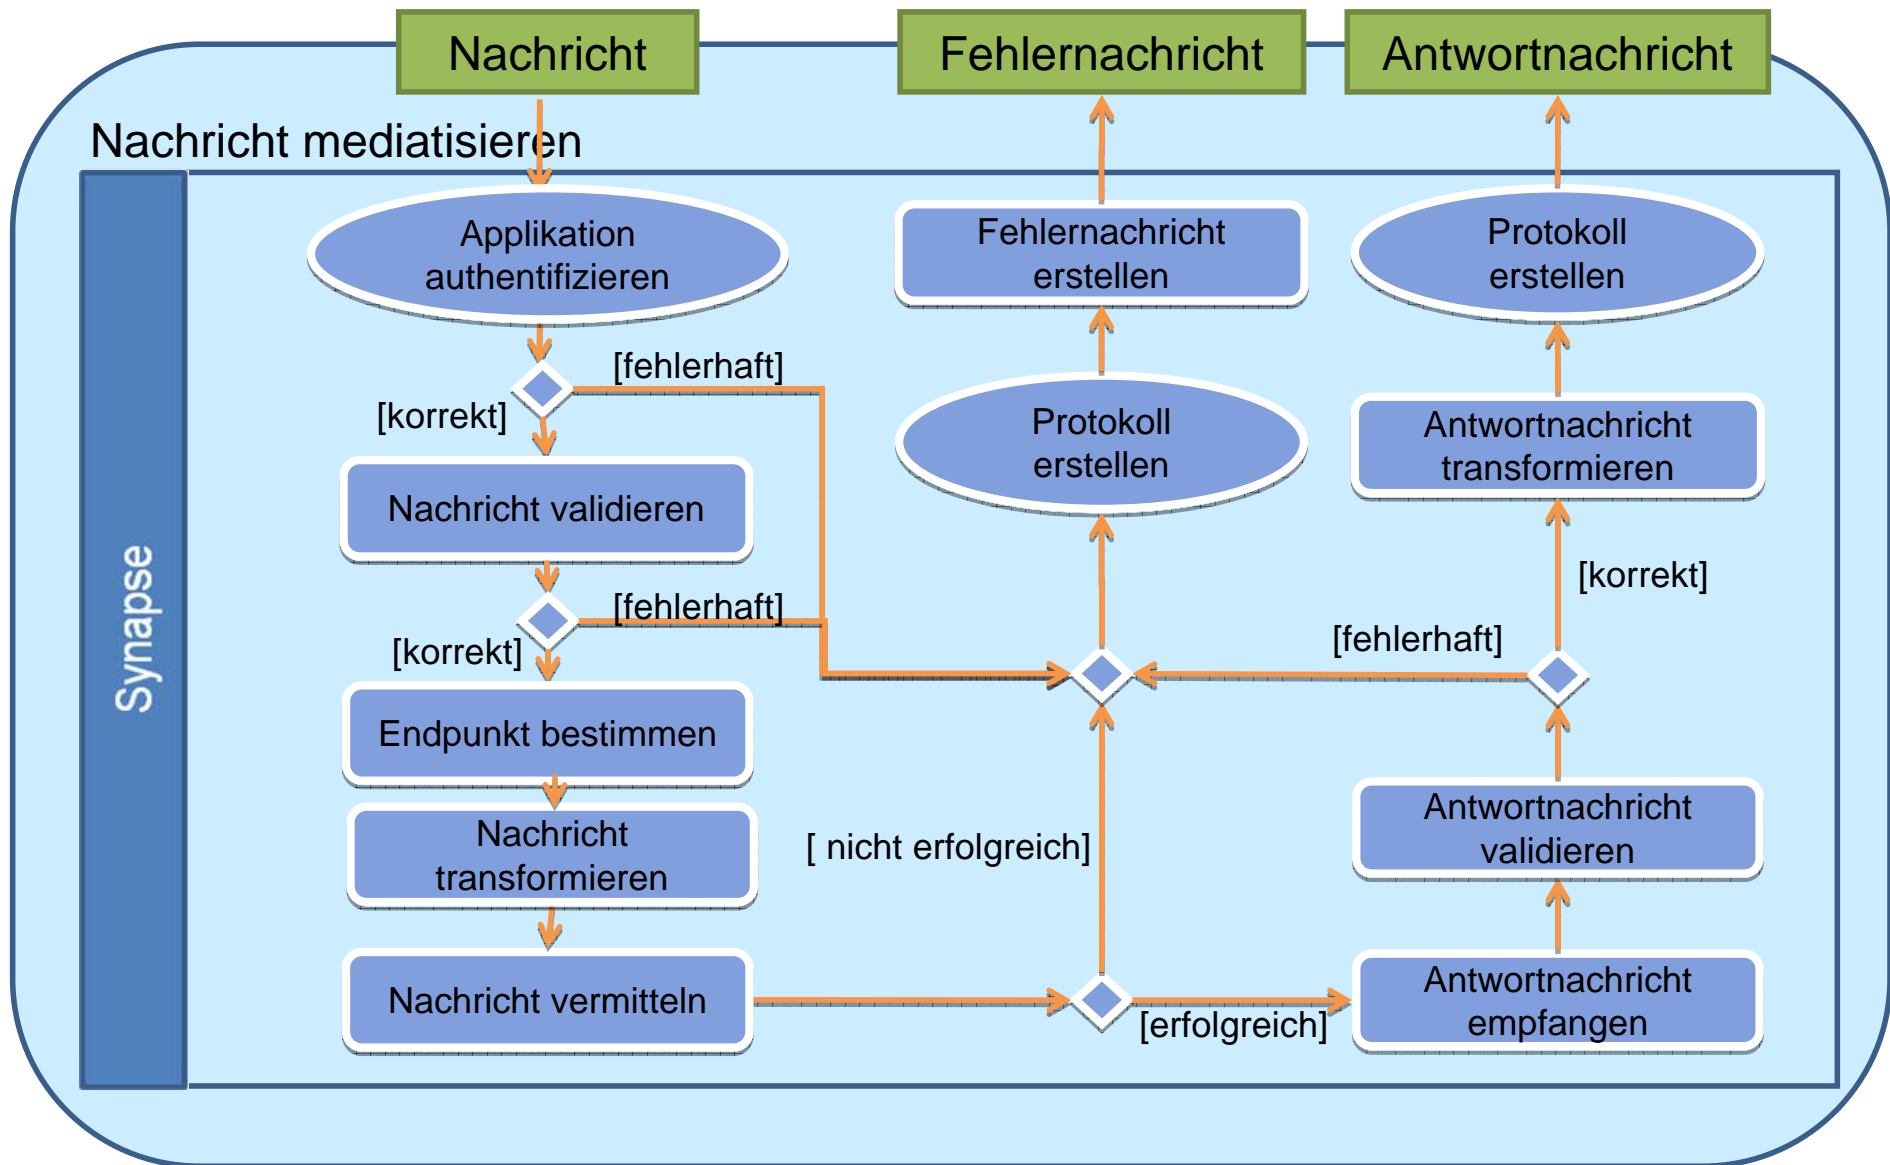 Nachricht
Fehlernachricht
Antwortnachricht
Nachricht mediatisieren
Synapse
Applikation
authentifizieren
[fehlerhaft]
[korrekt]
Nachricht validieren
[fehlerhaft]
[korrekt]
Endpunkt bestimmen
Nachricht
transformieren
Nachricht vermitteln
Fehlernachricht
erstellen
Protokoll
erstellen
[ nicht erfolgreich]
[erfolgreich]
Protokoll
erstellen
Antwortnachricht
transformieren
[korrekt]
[fehlerhaft]
Antwortnachricht
validieren
Antwortnachricht
empfangen